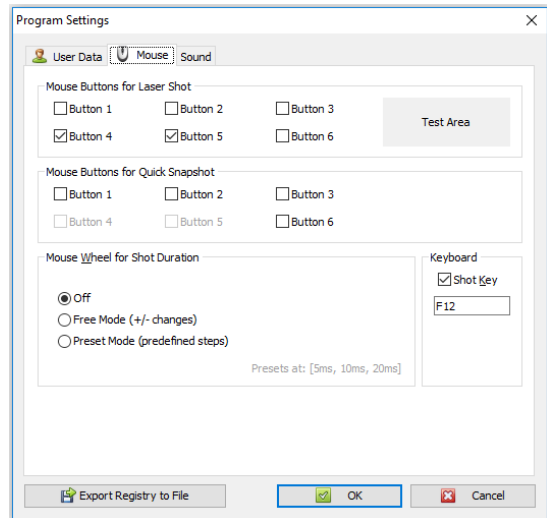 Program Settings
User Data Mouse Sound
Mouse Buttons for Laser Shot
Button 1 Button 2 Button 3
Button 4 Button 5 Button 6
Test Area
Mouse Buttons for Quick Snapshot
Button 1 Button 2 Button 3
Button 4 Button 5 Button 6
Mouse Wheel for Shot Duration
Off
Free Mode (+/- changes)
Preset Mode (predefined steps)
Presets at: [5ms, 10ms, 20ms]
Keyboard
Shot Key
F12
Export Registry to File OK Cancel